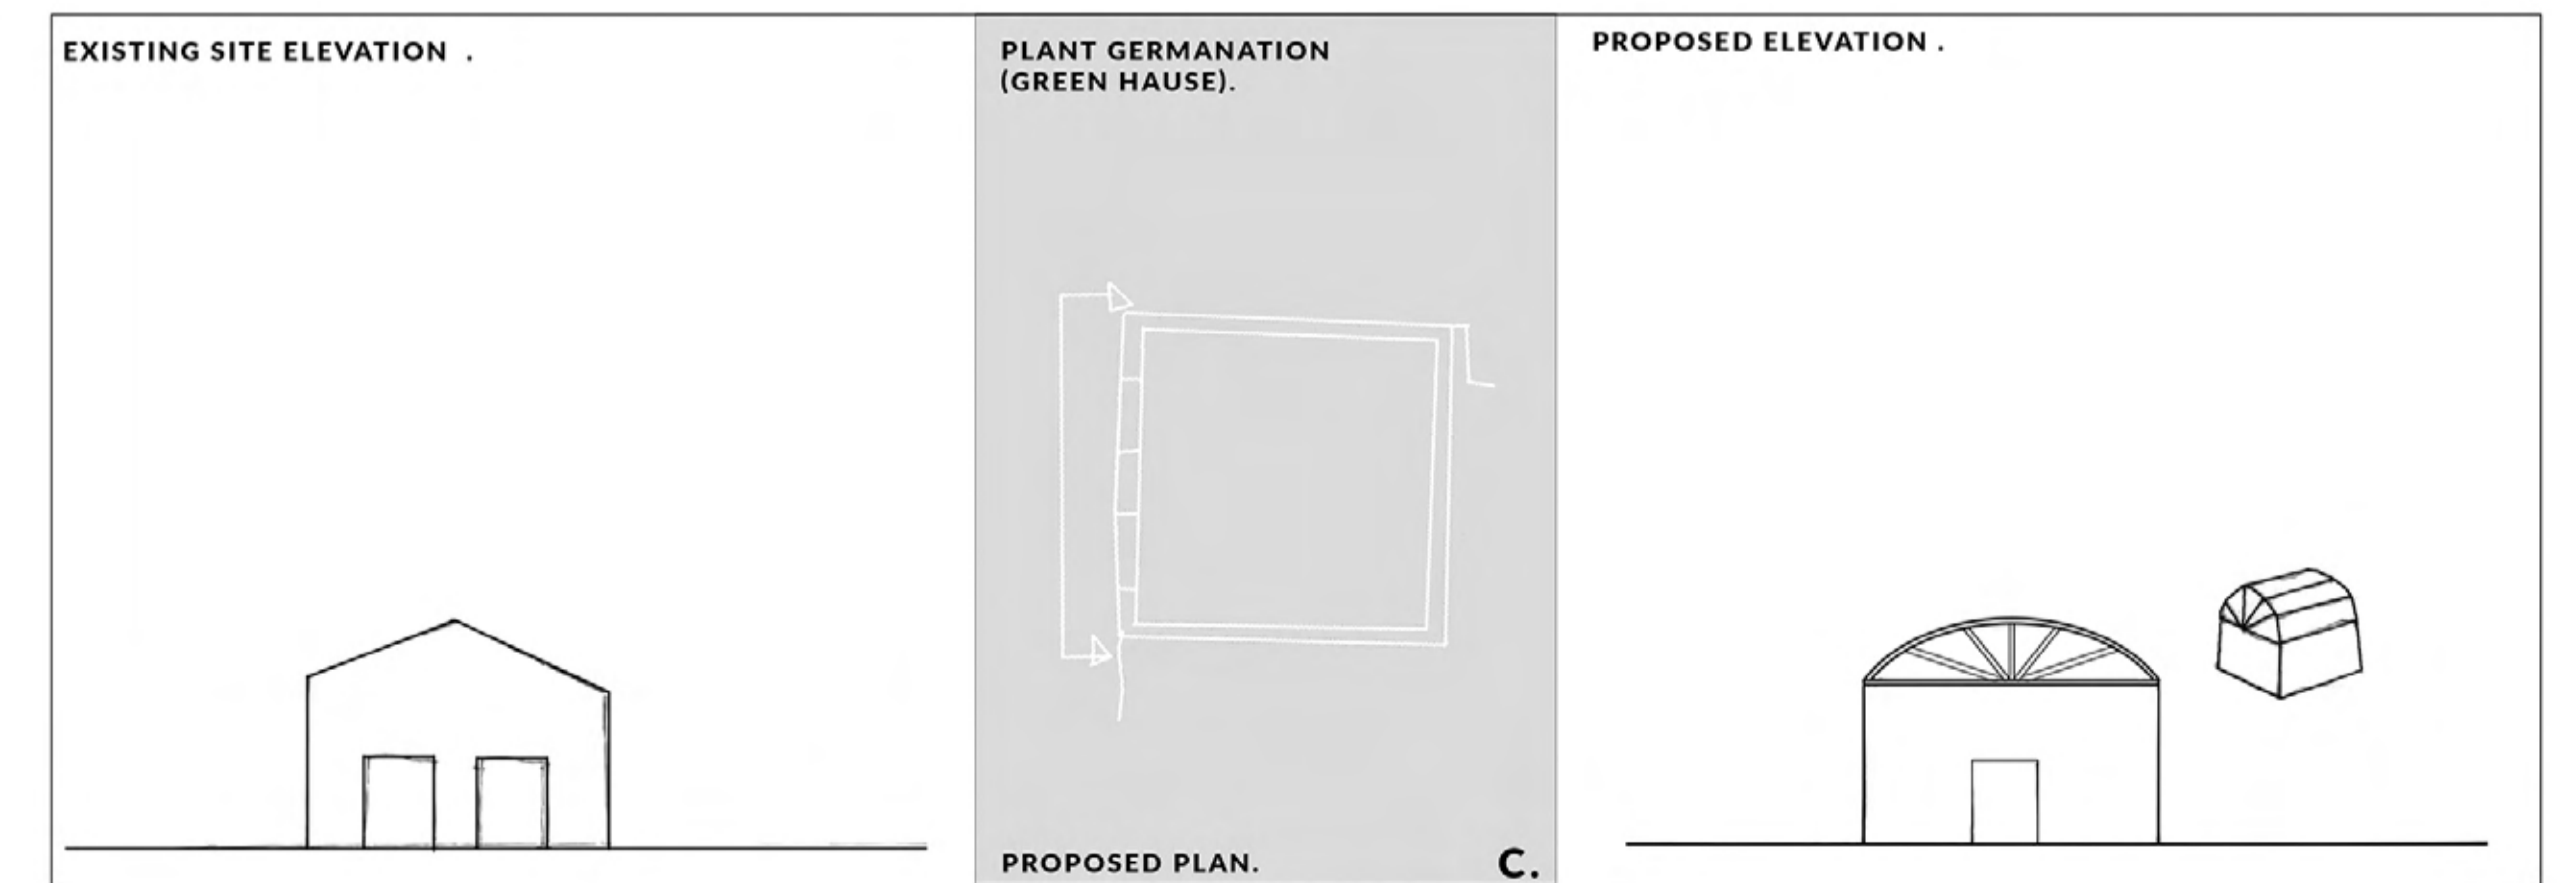 EXISTING SITE ELEVATION .
PLANT GERMANATION
(GREEN HAUSE).
PROPOSED ELEVATION .
PROPOSED PLAN.
C.